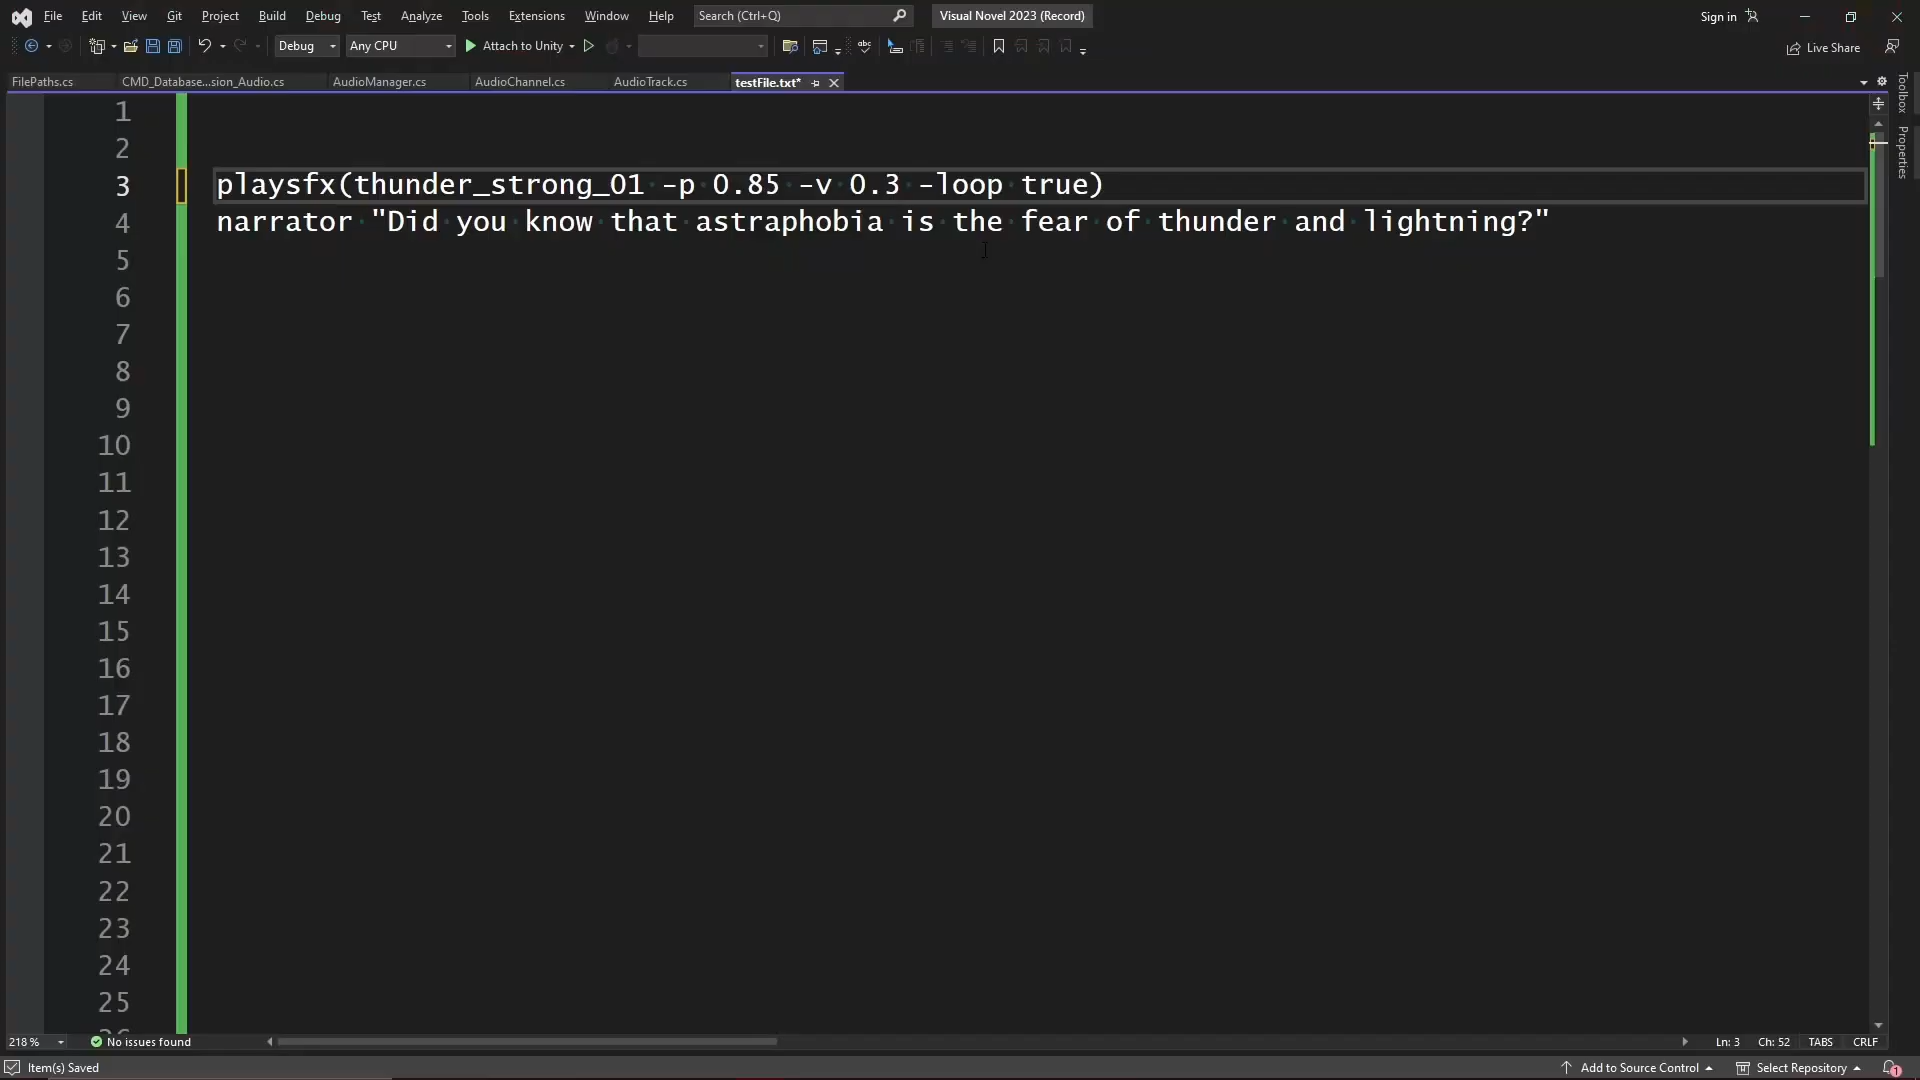 File Edit View Git Project Build Debug Test Analyze Tools Extensions Window Help Search (Ctrl+Q) Visual Novel 2023 (Record) Sign in
Debug Any CPU Attach to Unity Live Share
FilePaths.cs CMD_Database...sion_Audio.cs AudioManager.cs AudioChannel.cs AudioTrack.cs testFile.txt*
Toolbox
Properties
1
2
3 playsfx(thunder_strong_01 -p 0.85 -v 0.3 -loop true)
4 narrator "Did you know that astraphobia is the fear of thunder and lightning?"
5
6
7
8
9
10
11
12
13
14
15
16
17
18
19
20
21
22
23
24
25
218 % No issues found Ln: 3 Ch: 52 TABS CRLF
Item(s) Saved Add to Source Control Select Repository 1